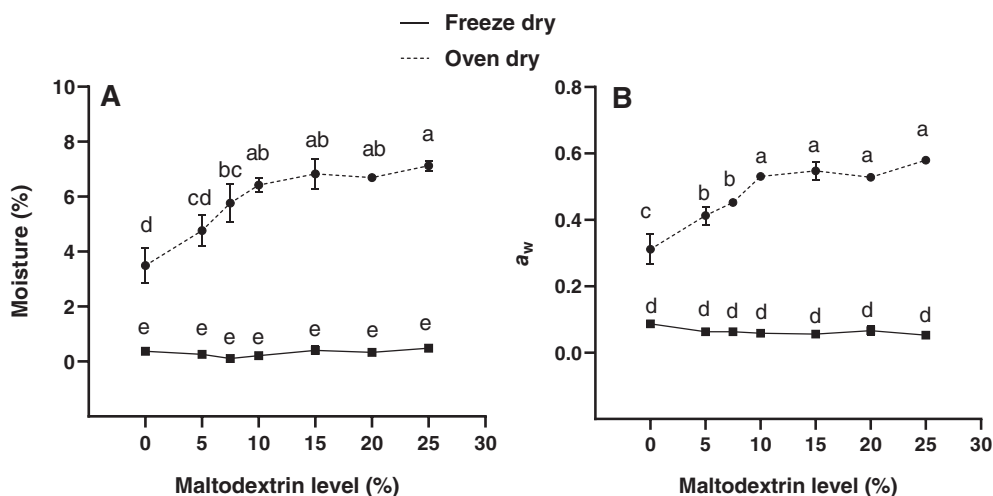 Freeze dry
Oven dry
A
10
8
6
4
2
0
Moisture (%)
d
cd
bc
ab
ab
ab
a
e
e
e
e
e
e
e
0
5
10
15
20
25
30
Maltodextrin level (%)
B
0.8
0.6
0.4
0.2
0.0
aw
c
b
b
a
a
a
a
d
d
d
d
d
d
d
0
5
10
15
20
25
30
Maltodextrin level (%)